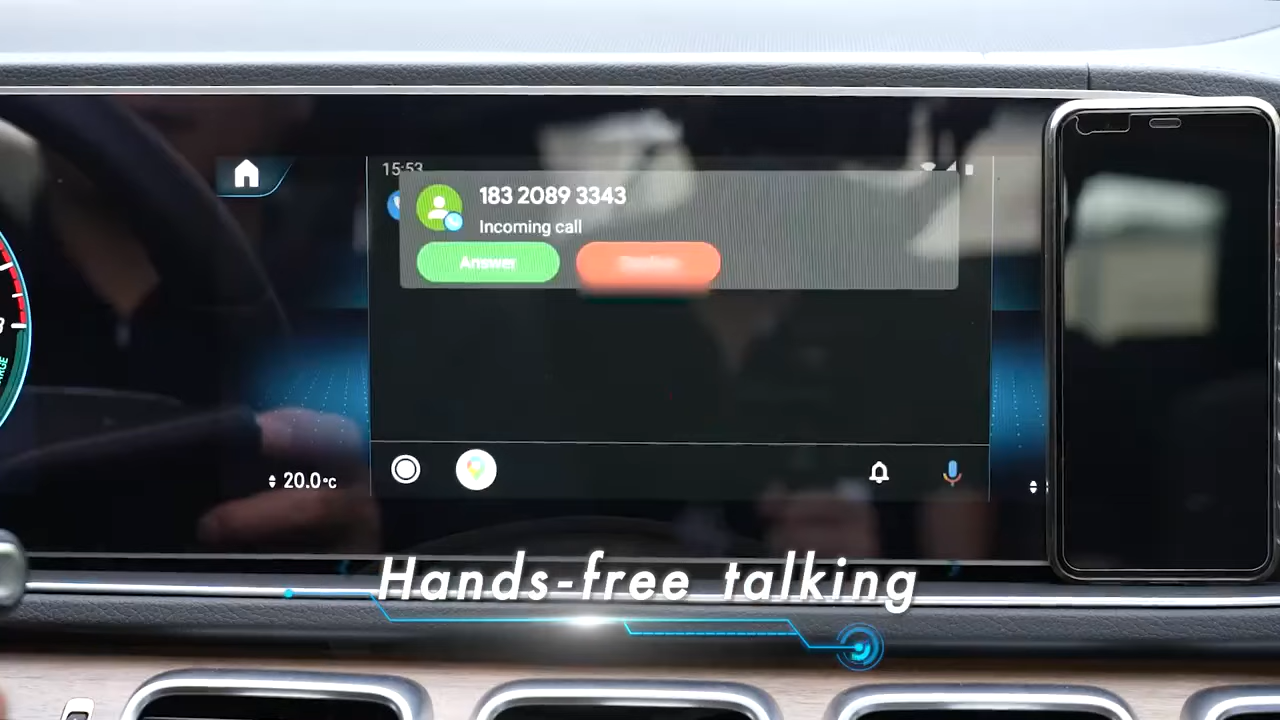 15:53
183 2089 3343
Incoming call
Answer
20.0°C
Hands-free talking